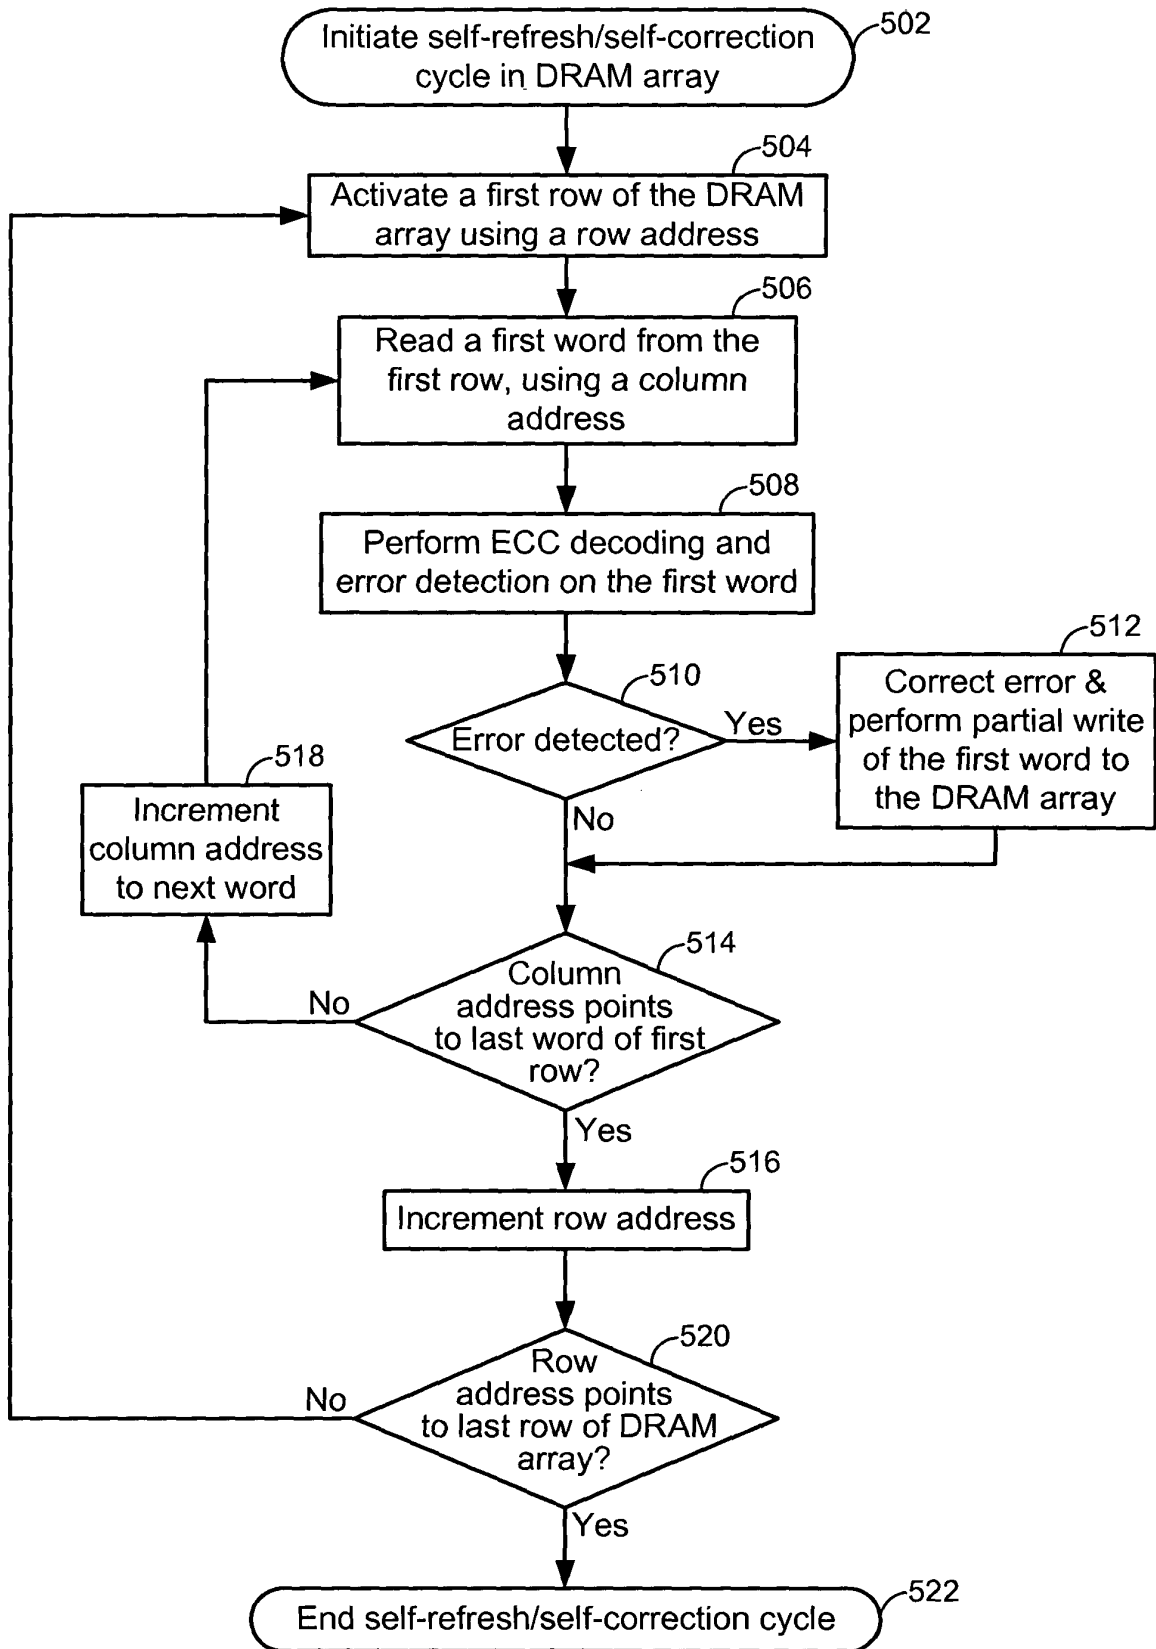 Initiate self-refresh/self-correction
cycle in DRAM array
502
504
Activate a first row of the DRAM
array using a row address
506
Read a first word from the
first row, using a column
address
508
Perform ECC decoding and
error detection on the first word
510
Error detected?
Yes
512
Correct error &
perform partial write
of the first word to
the DRAM array
No
518
Increment
column address
to next word
514
Column
address points
to last word of first
row?
No
Yes
516
Increment row address
520
Row
address points
to last row of DRAM
array?
No
Yes
End self-refresh/self-correction cycle
522